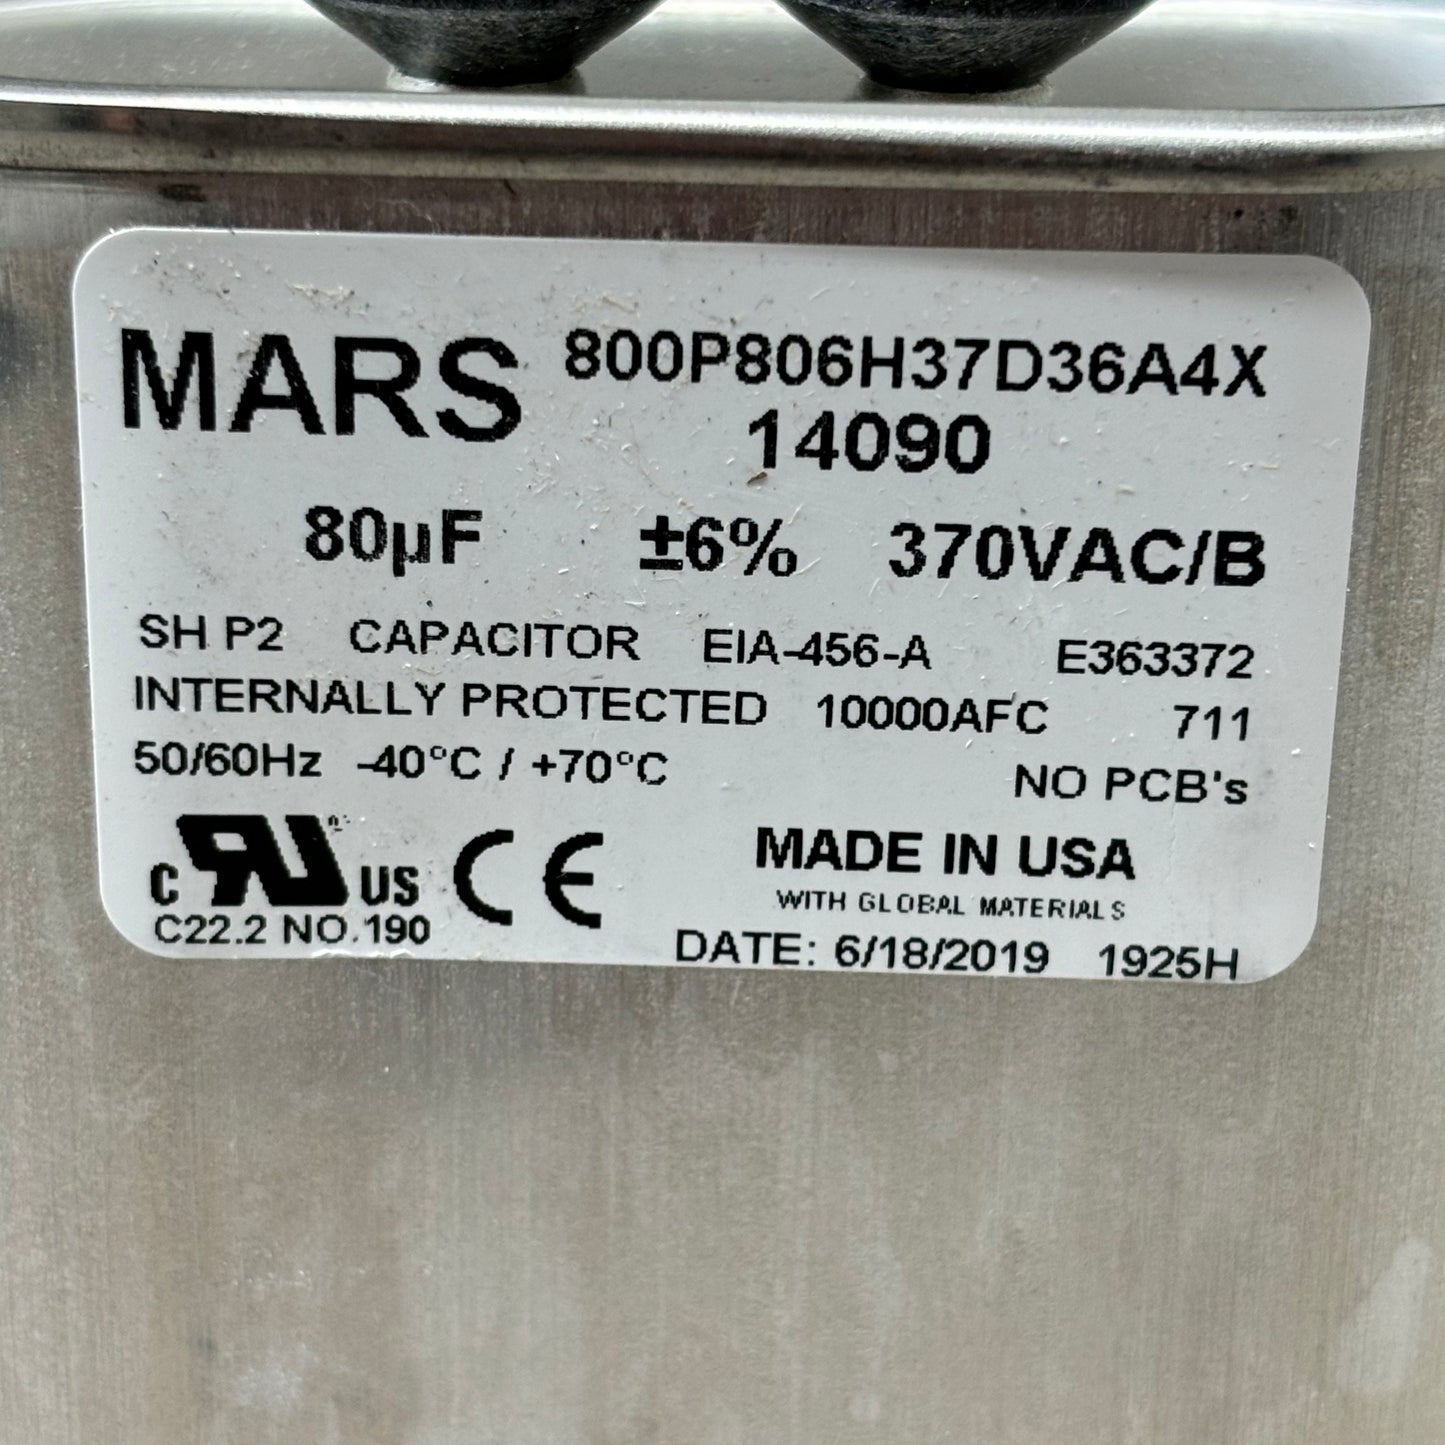 MARS 800P806H37D36A4X
14090
80µF ±6% 370VAC/B
SH P2 CAPACITOR EIA-456-A E363372
INTERNALLY PROTECTED 10000AFC 711
50/60Hz -40°C / +70°C NO PCB's
c RU US CE MADE IN USA
WITH GLOBAL MATERIALS
C22.2 NO.190
DATE: 6/18/2019 1925H